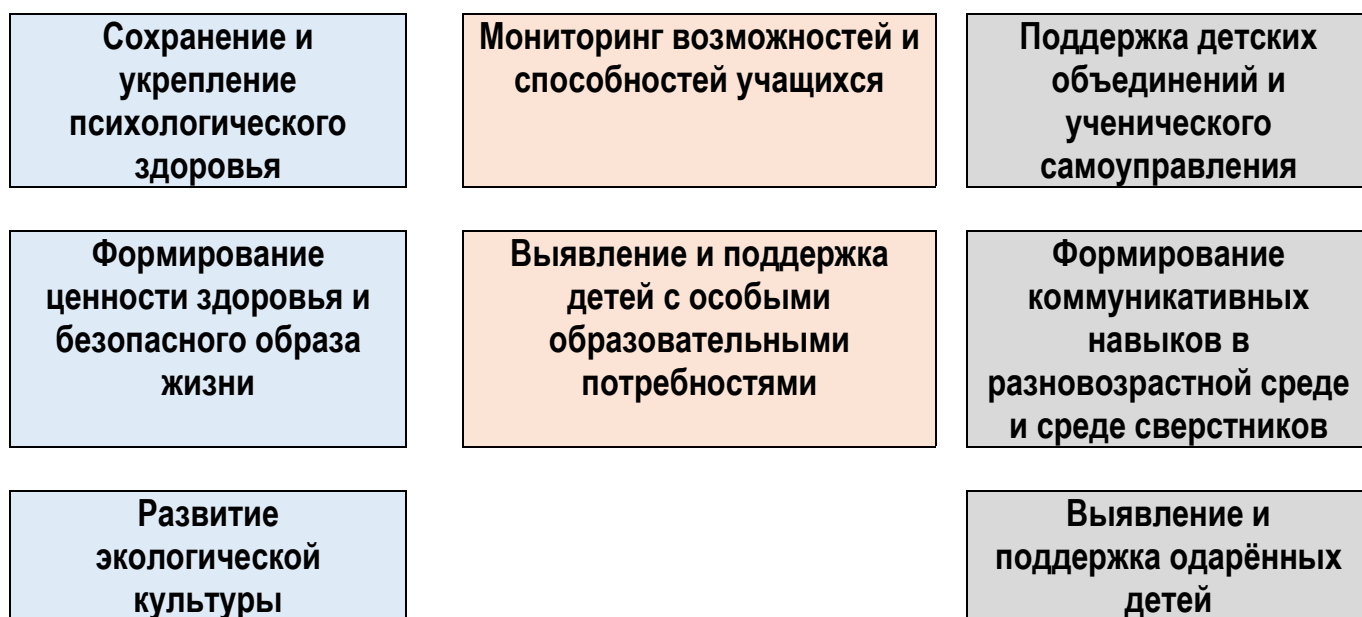 Сохранение и
укрепление
психологического
здоровья
Мониторинг возможностей и
способностей учащихся
Поддержка детских
объединений и
ученического
самоуправления
Формирование
ценности здоровья и
безопасного образа
жизни
Выявление и поддержка
детей с особыми
образовательными
потребностями
Формирование
коммуникативных
навыков в
разновозрастной среде
и среде сверстников
Развитие
экологической
культуры
Выявление и
поддержка одарённых
детей